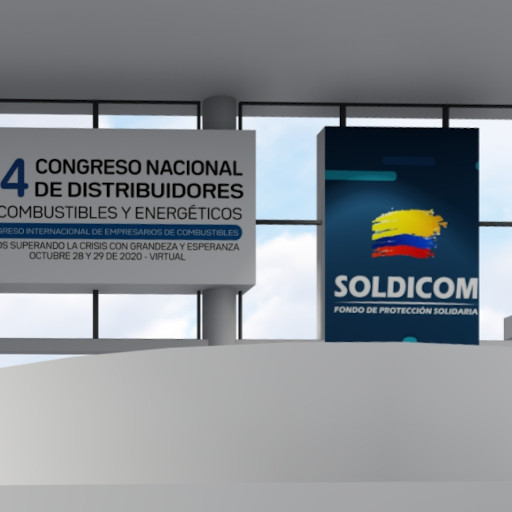 4 CONGRESO NACIONAL
DE DISTRIBUIDORES
COMBUSTIBLES Y ENERGÉTICOS
INTERNACIONAL DE EMPRESARIOS DE COMBUSTIBLES
SUPERANDO LA CRISIS CON GRANDEZA Y ESPERANZA
OCTUBRE 28 Y 29 DE 2020 - VIRTUAL
SOLDICOM
FONDO DE PROTECCIÓN SOLIDARIA